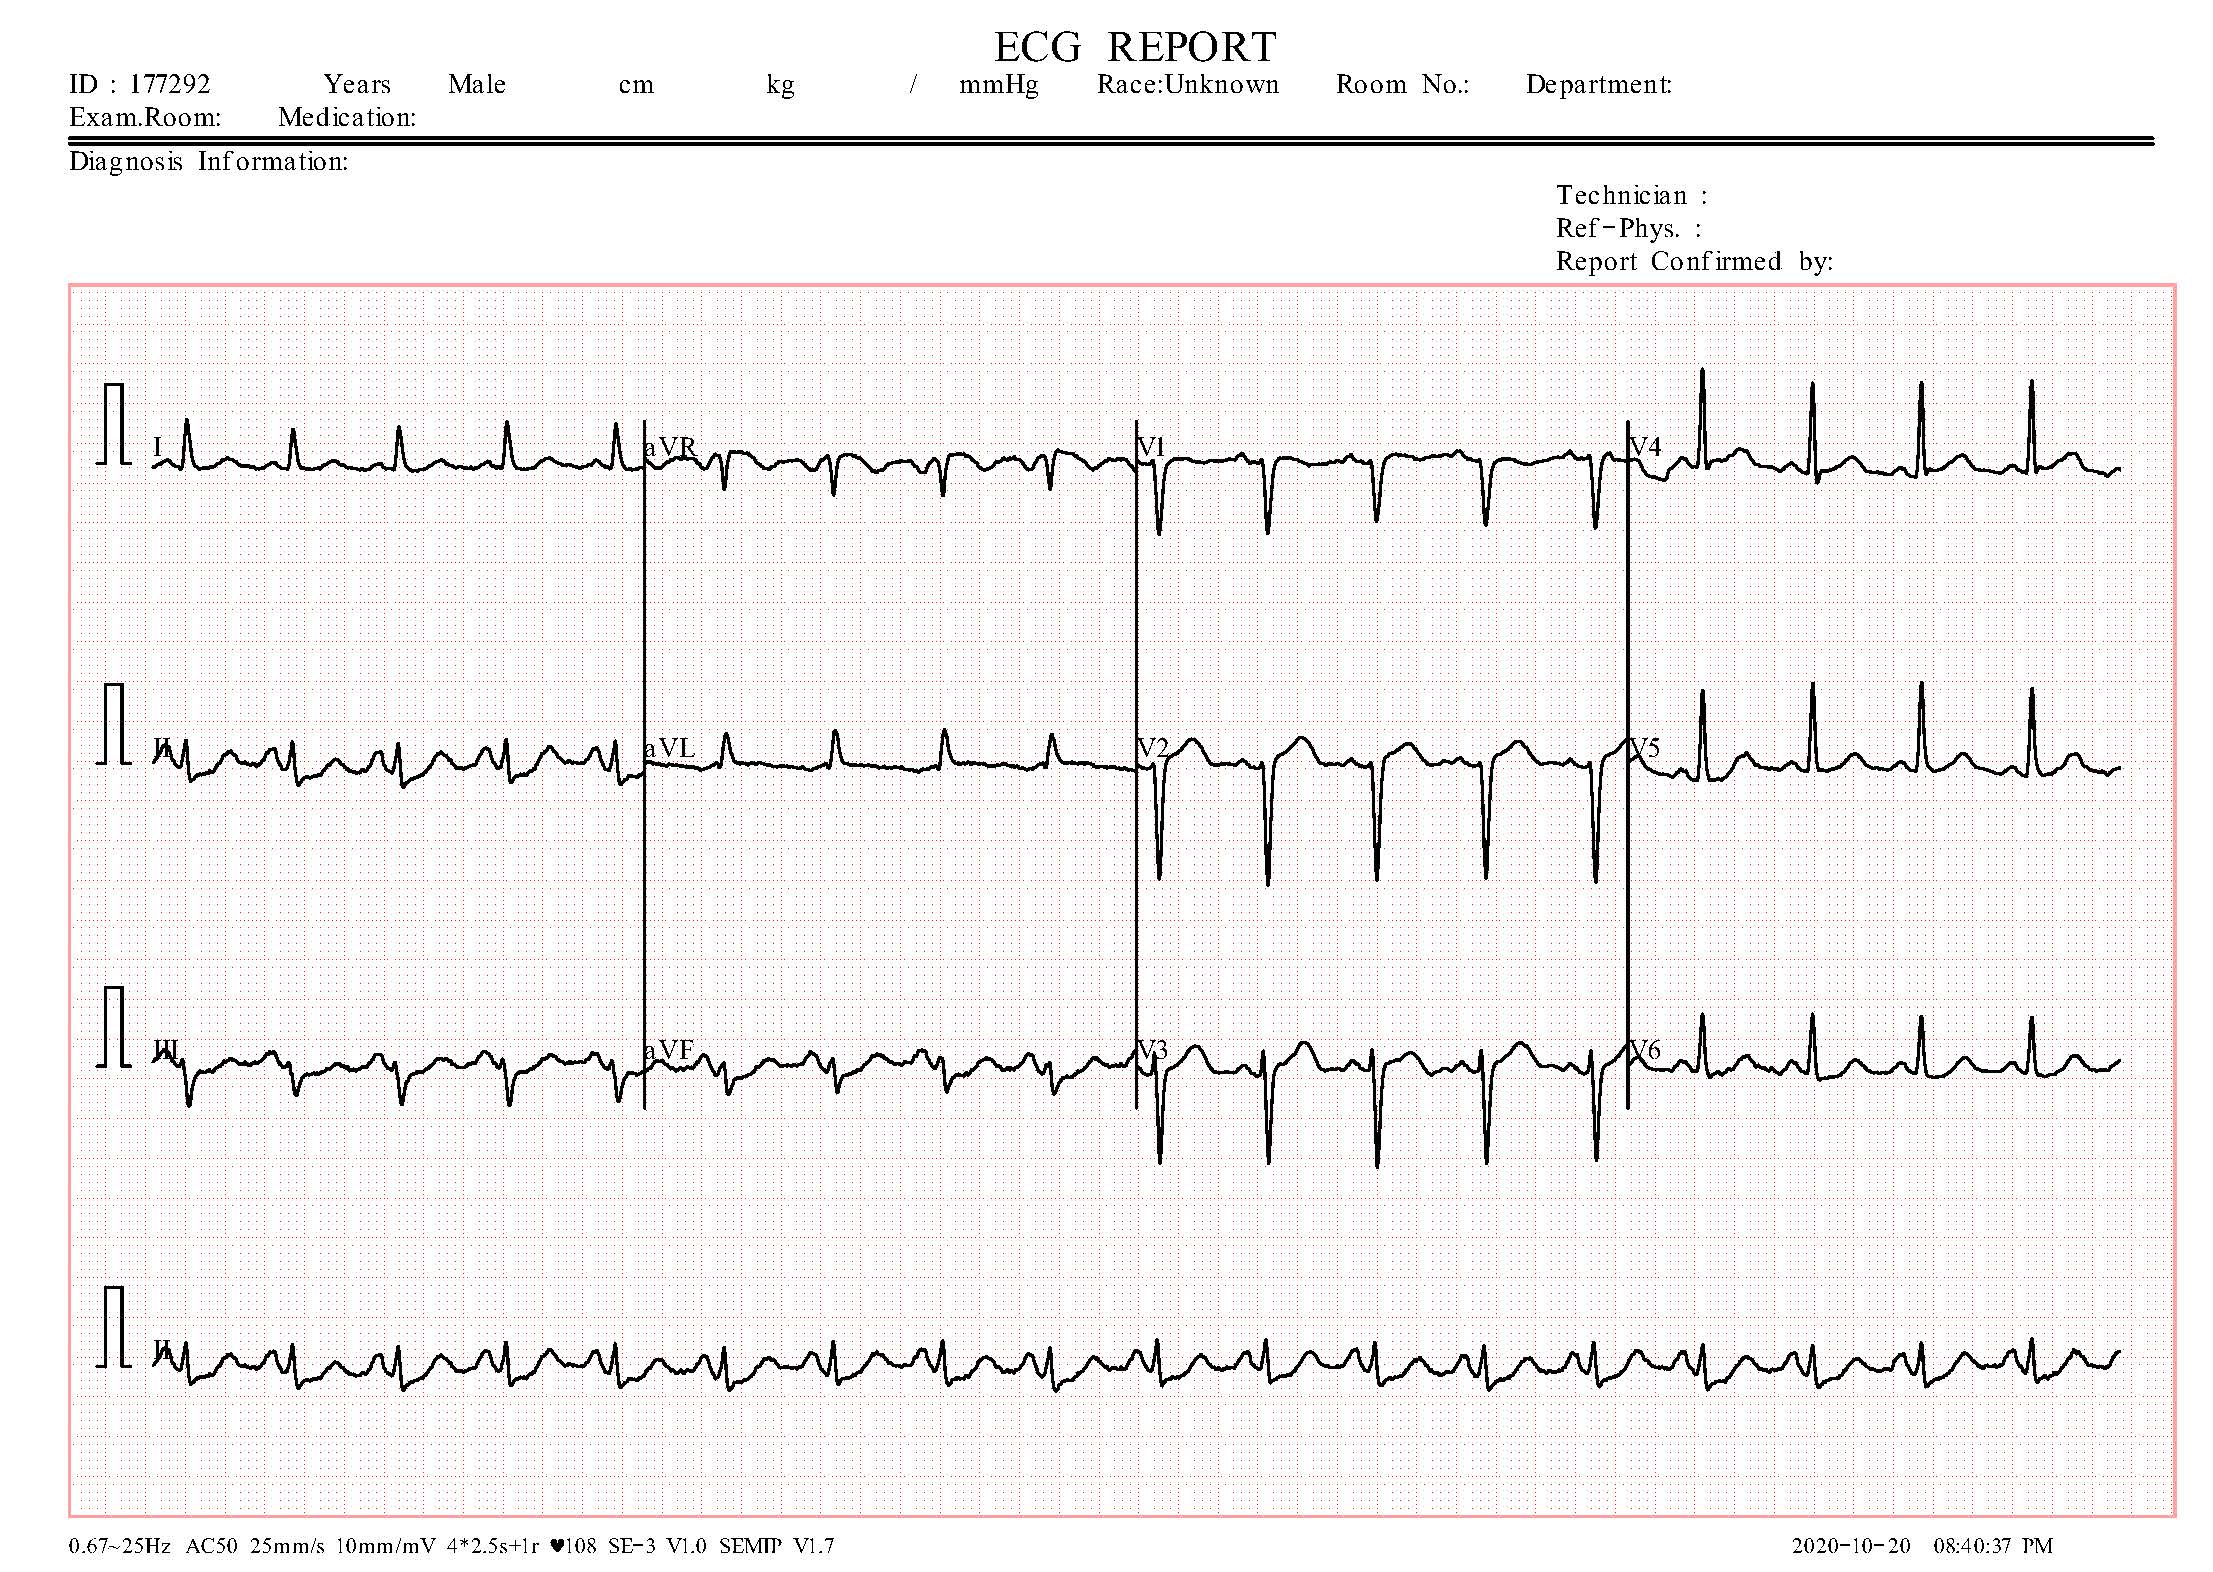 ECG REPORT
ID : 177292 Years Male cm kg / mmHg Race:Unknown Room No.: Department:
Exam.Room: Medication:
Diagnosis Information:
Technician :
Ref-Phys. :
Report Confirmed by:
I aVR V1 V4
II aVL V2 V5
III aVF V3 V6
II
0.67~25Hz AC50 25mm/s 10mm/mV 4*2.5s+1r ♥108 SE-3 V1.0 SEMIP V1.7 2020-10-20 08:40:37 PM